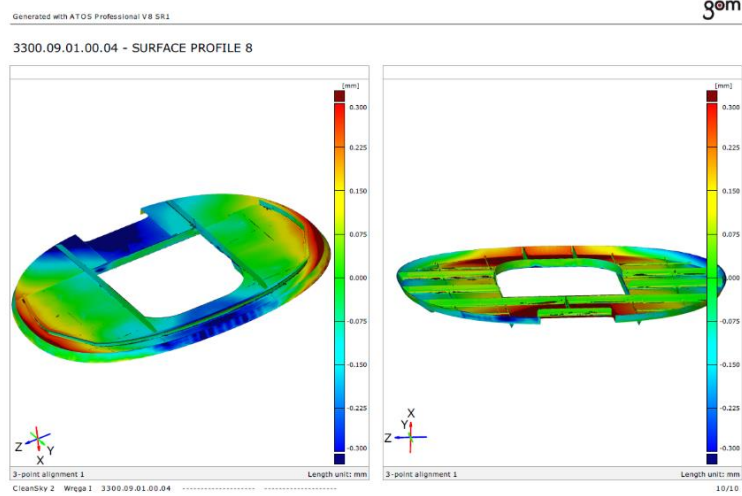 Generated with ATOS Professional V8 SR1
gom
3300.09.01.00.04 - SURFACE PROFILE 8
[mm]
0.300
0.225
0.150
0.075
0.000
-0.075
-0.150
-0.225
-0.300
Z
Y
X
3-point alignment 1
Length unit: mm
[mm]
0.300
0.225
0.150
0.075
0.000
-0.075
-0.150
-0.225
-0.300
X
Y
Z
3-point alignment 1
Length unit: mm
CleanSky 2 Wręga I 3300.09.01.00.04 ------------------ ------------------
10/10